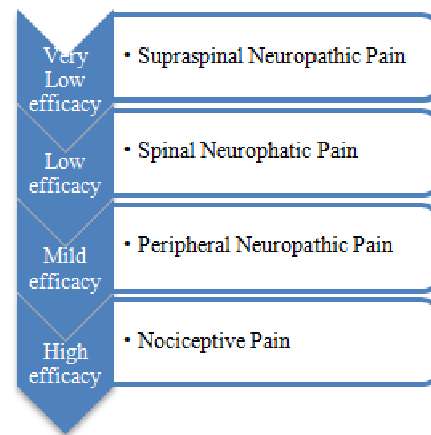 Very
Low
efficacy
• Supraspinal Neuropathic Pain
Low
efficacy
• Spinal Neurophatic Pain
Mild
efficacy
• Peripheral Neuropathic Pain
High
efficacy
• Nociceptive Pain